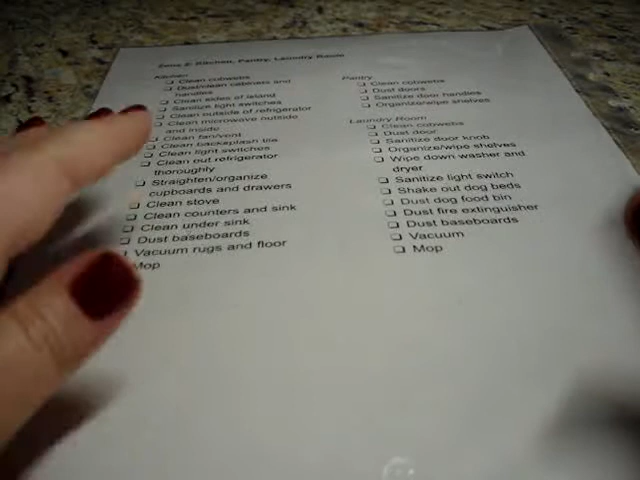 Zone 2: Kitchen, Pantry, Laundry Room
Kitchen
❑ Clean cobwebs
❑ Dust/clean cabinets and
handles
❑ Clean sides of island
❑ Sanitize light switches
❑ Clean outside of refrigerator
❑ Clean microwave outside
and inside
❑ Clean fan/vent
❑ Clean backsplash tile
❑ Clean light switches
❑ Clean out refrigerator
thoroughly
❑ Straighten/organize
cupboards and drawers
❑ Clean stove
❑ Clean counters and sink
❑ Clean under sink
❑ Dust baseboards
❑ Vacuum rugs and floor
Mop
Pantry
❑ Clean cobwebs
❑ Dust doors
❑ Sanitize door handles
❑ Organize/wipe shelves
Laundry Room
❑ Clean cobwebs
❑ Dust door
❑ Sanitize door knob
❑ Organize/wipe shelves
❑ Wipe down washer and
dryer
❑ Sanitize light switch
❑ Shake out dog beds
❑ Dust dog food bin
❑ Dust fire extinguisher
❑ Dust baseboards
❑ Vacuum
❑ Mop